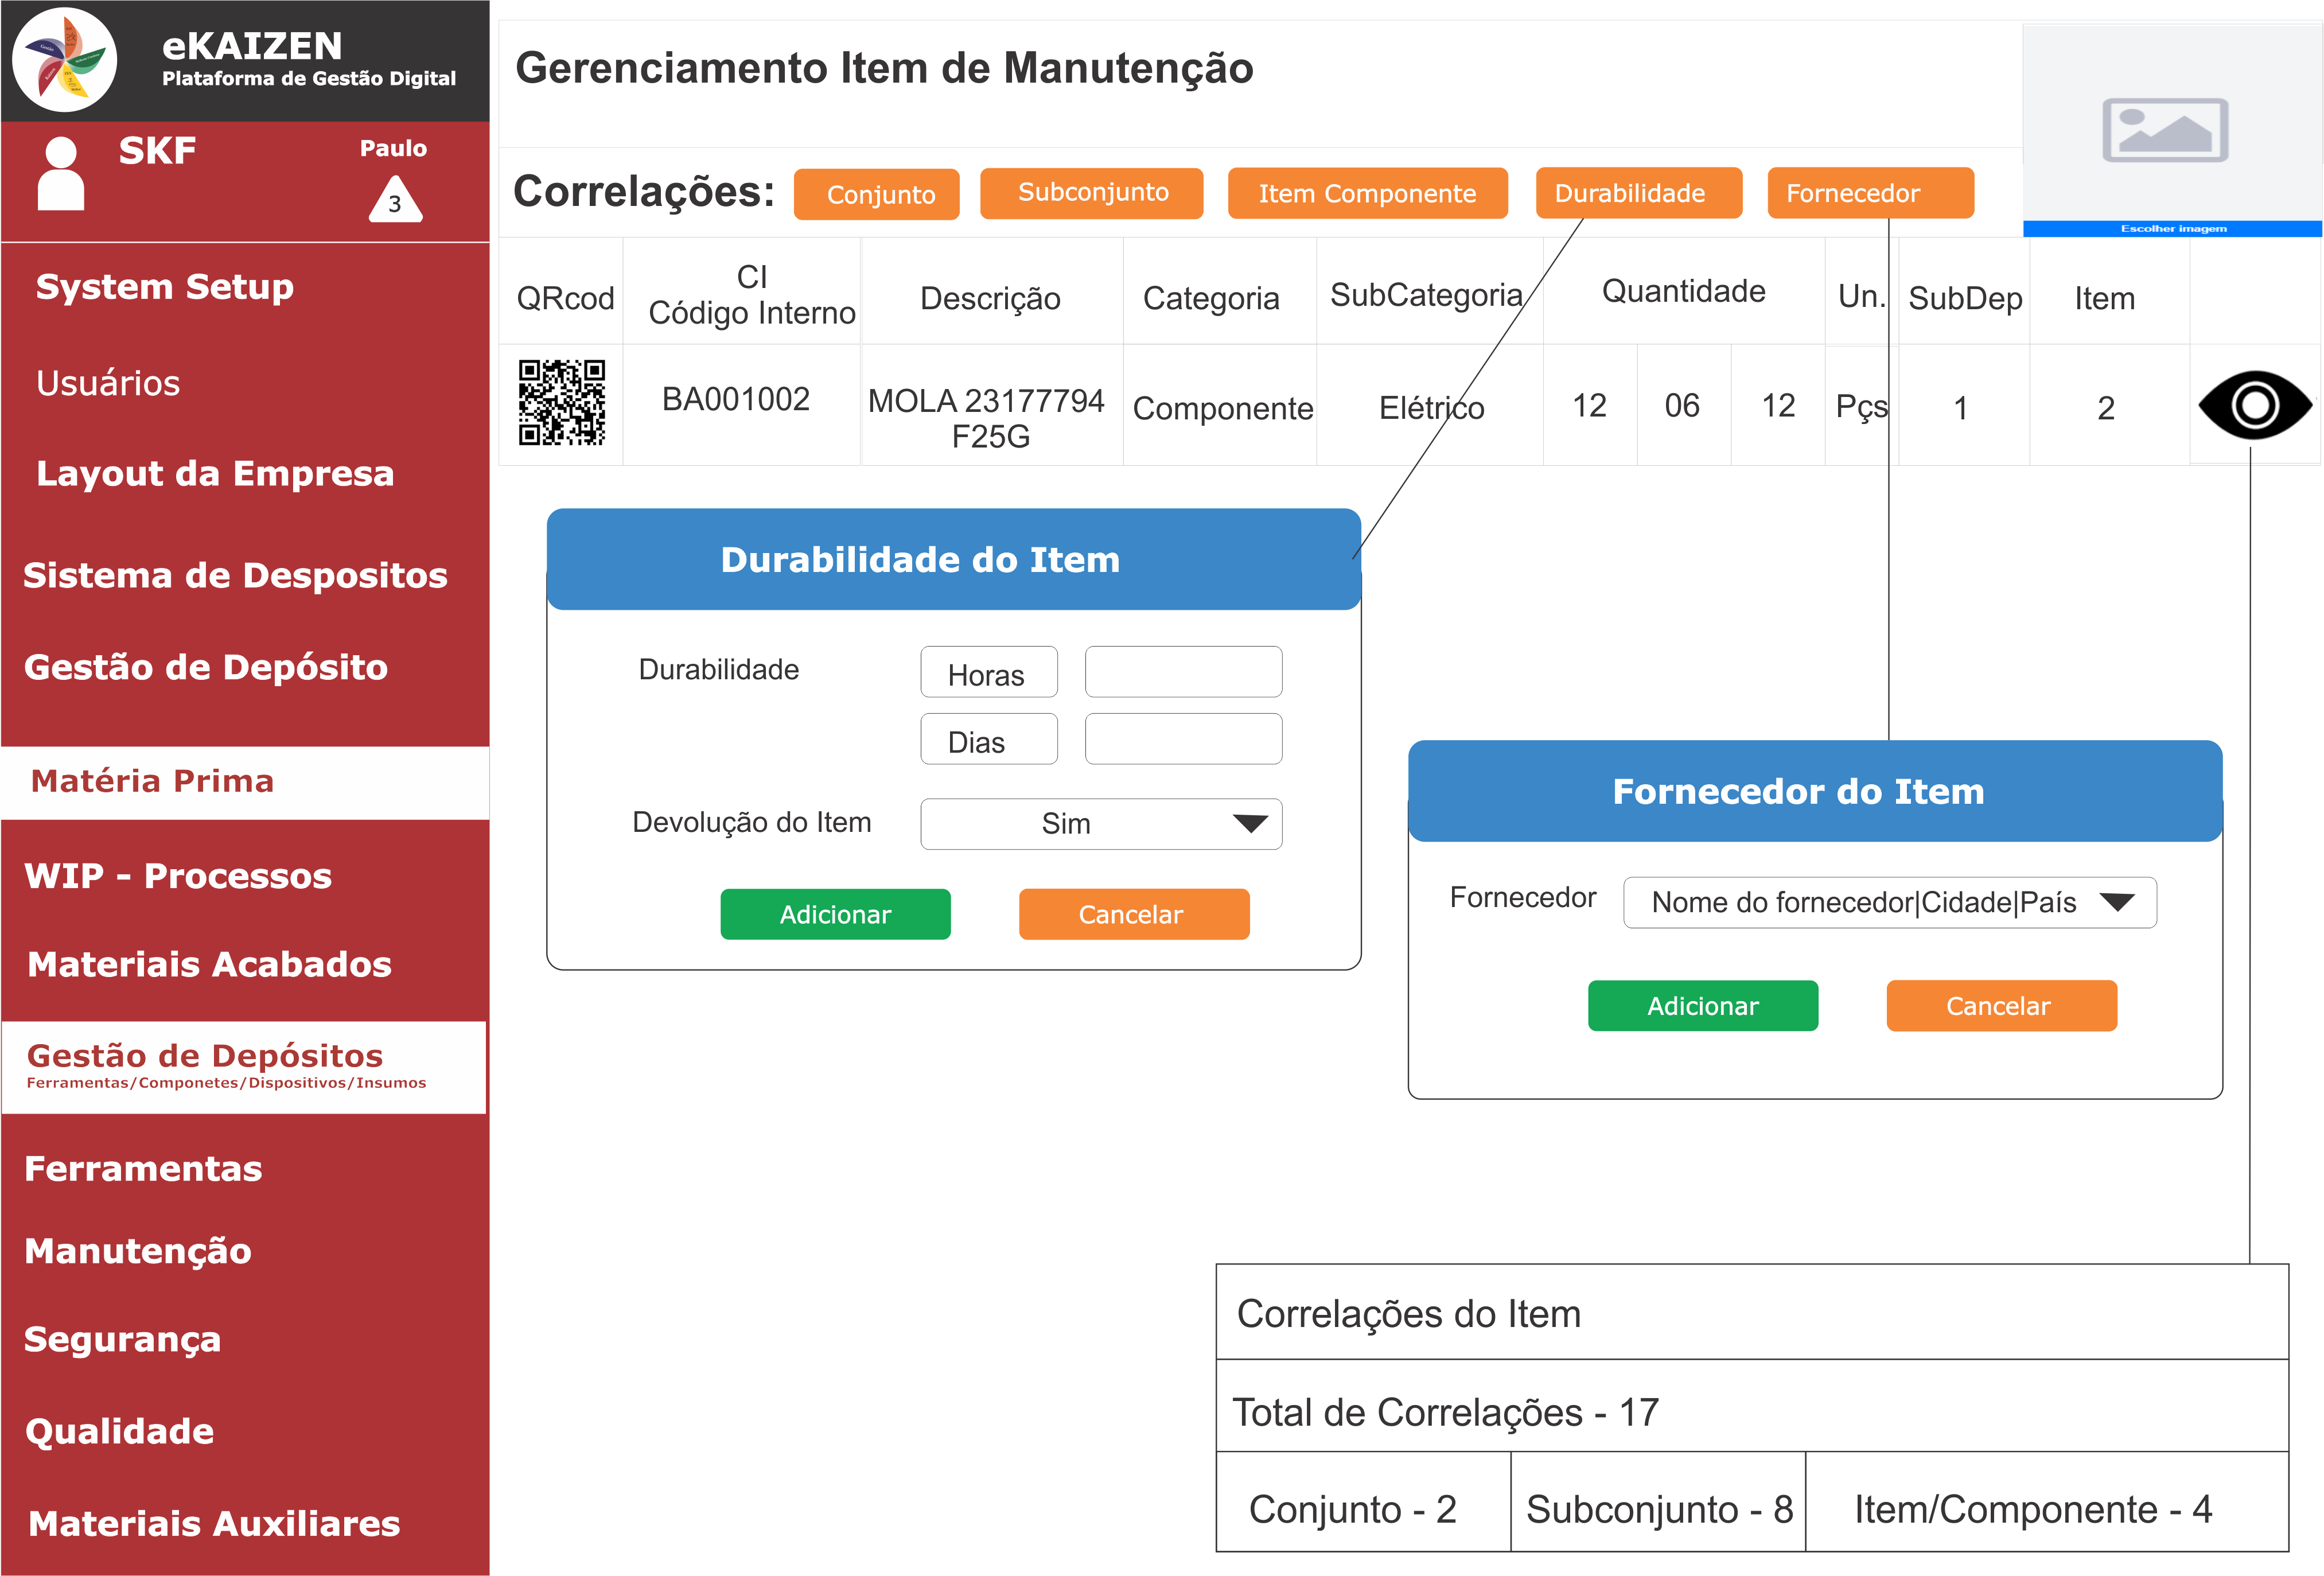 eKAIZEN
Plataforma de Gestão Digital
SKF
Paulo
3
System Setup
Usuários
Layout da Empresa
Sistema de Despositos
Gestão de Depósito
Matéria Prima
WIP - Processos
Materiais Acabados
Gestão de Depósitos
Ferramentas/Componetes/Dispositivos/Insumos
Ferramentas
Manutenção
Segurança
Qualidade
Materiais Auxiliares
Gerenciamento Item de Manutenção
Escolher imagem
Correlações:
Conjunto
Subconjunto
Item Componente
Durabilidade
Fornecedor
QRcod
CI
Código Interno
Descrição
Categoria
SubCategoria
Quantidade
Un.
SubDep
Item
BA001002
MOLA 23177794
F25G
Componente
Elétrico
12
06
12
Pçs
1
2
Durabilidade do Item
Durabilidade
Horas
Dias
Devolução do Item
Sim
Adicionar
Cancelar
Fornecedor do Item
Fornecedor
Nome do fornecedor|Cidade|País
Adicionar
Cancelar
Correlações do Item
Total de Correlações - 17
Conjunto - 2
Subconjunto - 8
Item/Componente - 4